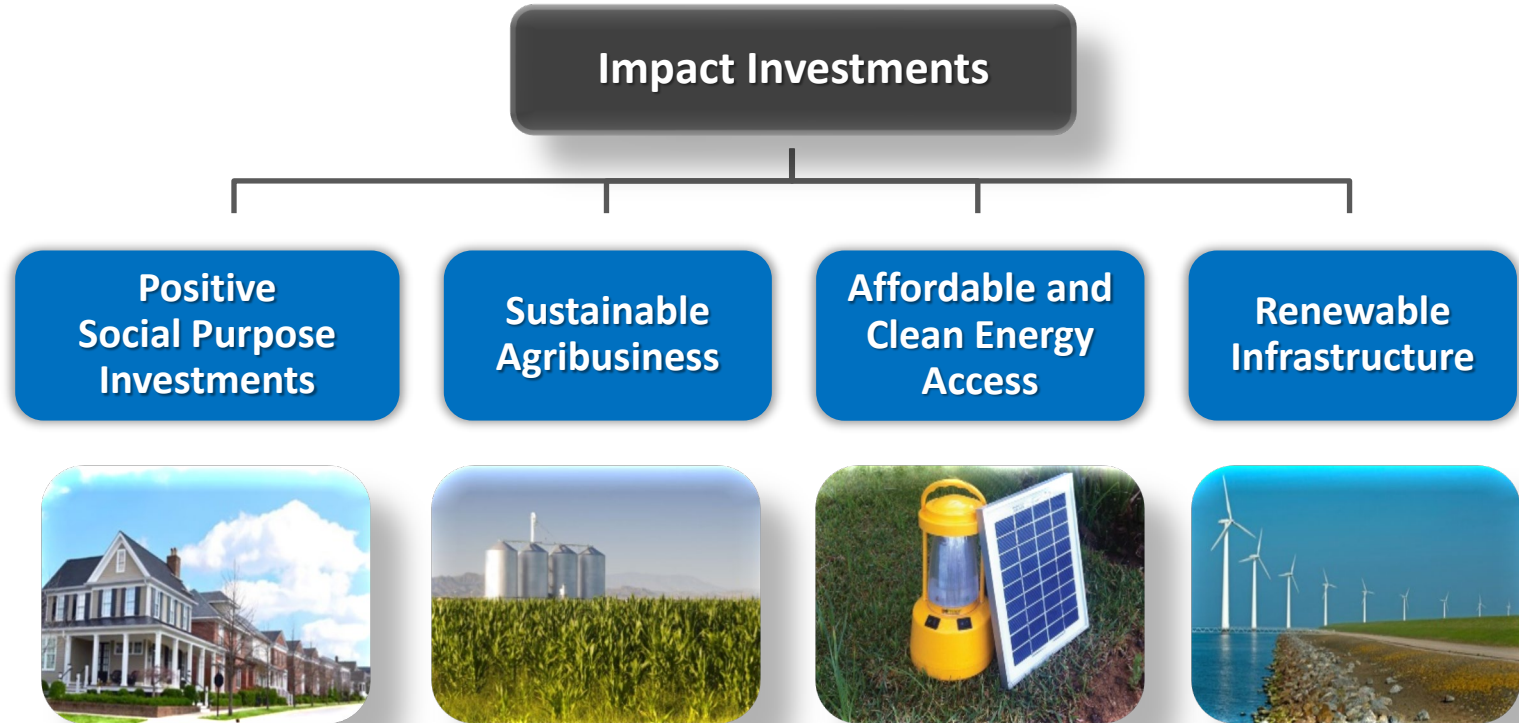 Impact Investments
Positive
Social Purpose
Investments
Sustainable
Agribusiness
Affordable and
Clean Energy
Access
Renewable
Infrastructure